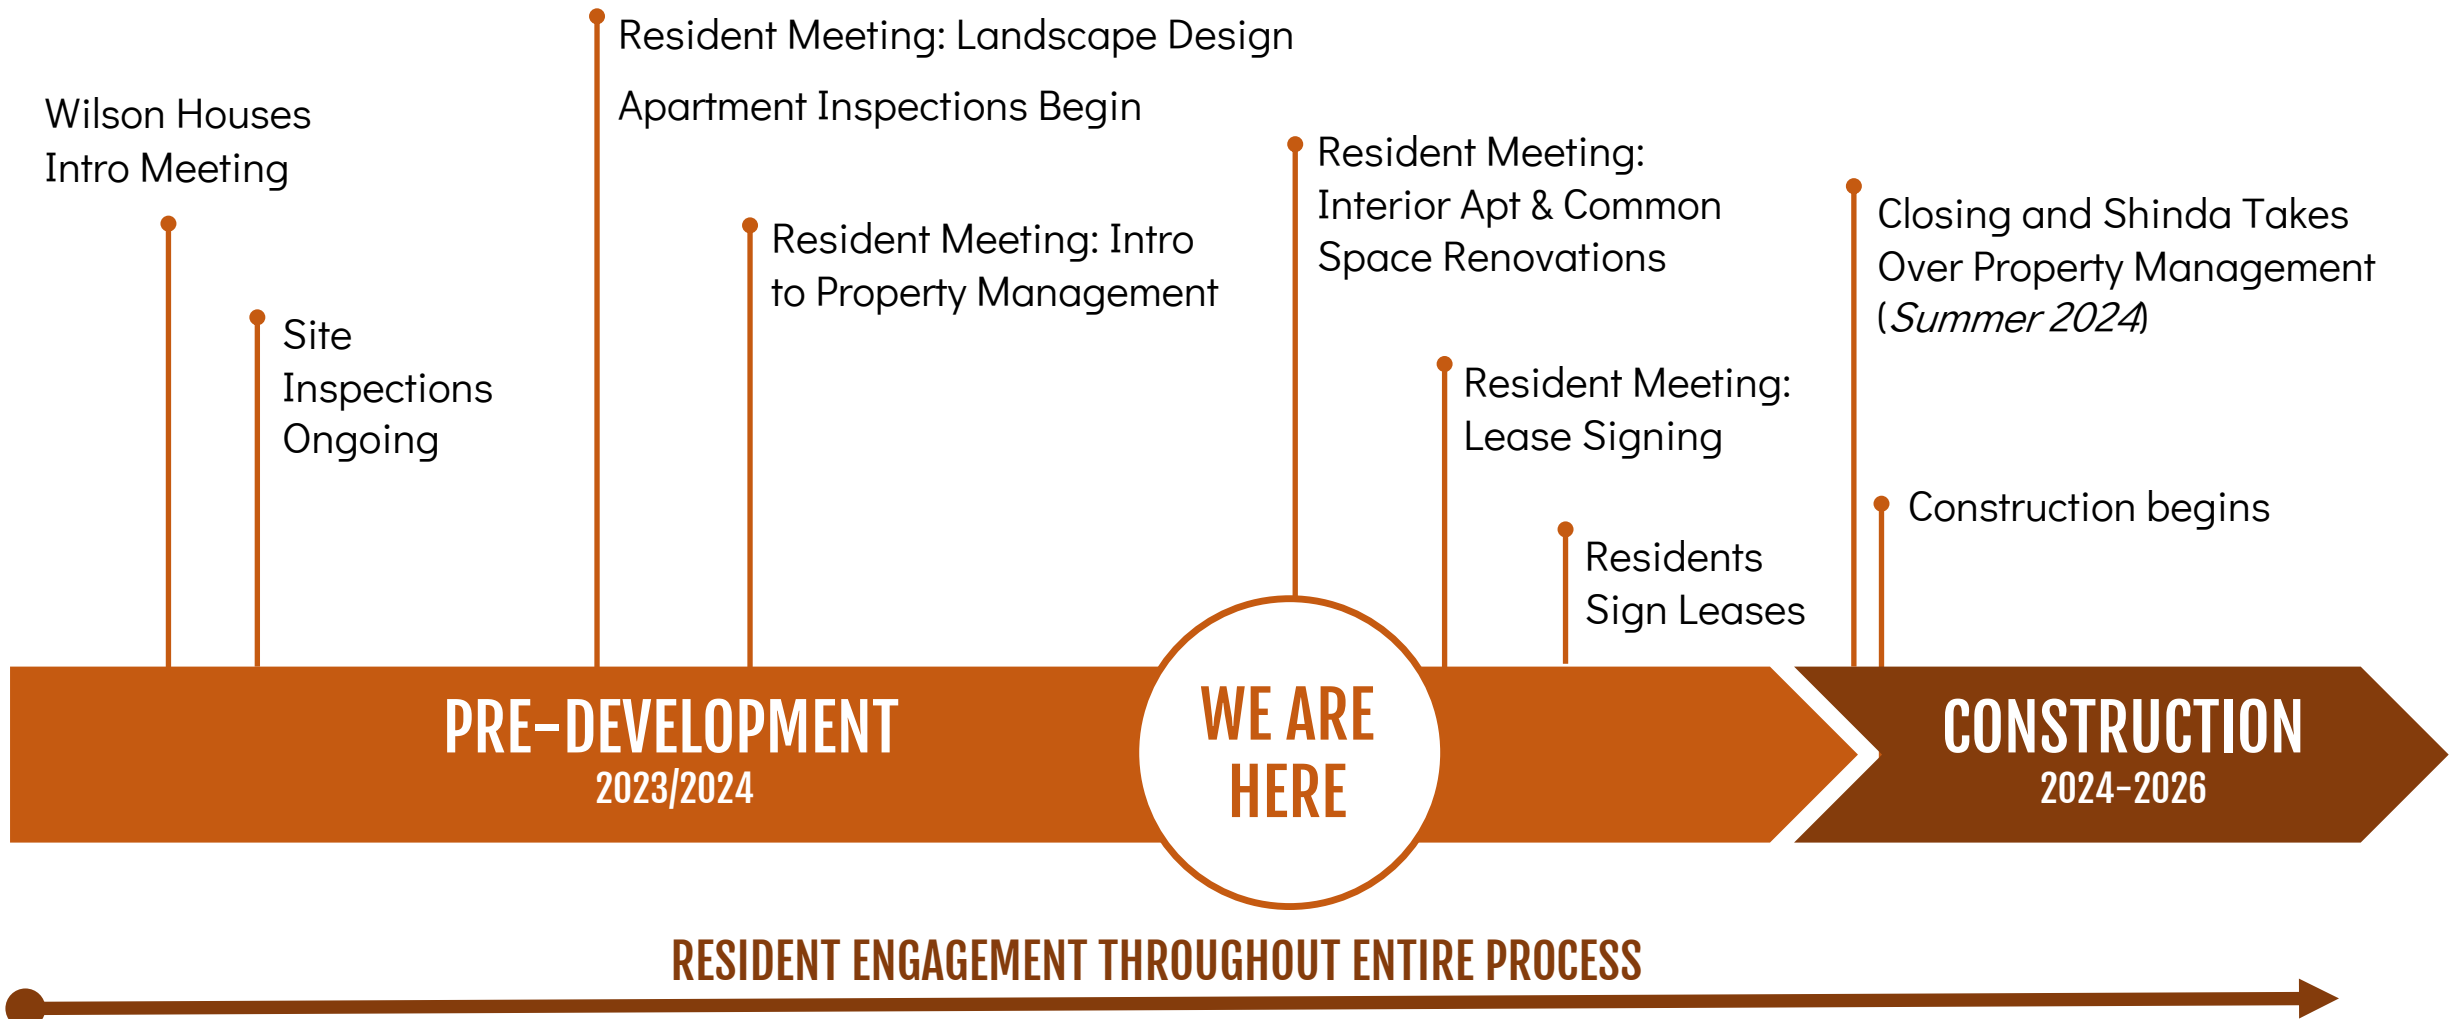 Wilson Houses
Intro Meeting
Site
Inspections
Ongoing
Resident Meeting: Landscape Design
Apartment Inspections Begin
Resident Meeting: Intro
to Property Management
Resident Meeting:
Interior Apt & Common
Space Renovations
Resident Meeting:
Lease Signing
Residents
Sign Leases
Closing and Shinda Takes
Over Property Management
(Summer 2024)
Construction begins
PRE-DEVELOPMENT
2023/2024
WE ARE
HERE
CONSTRUCTION
2024-2026
RESIDENT ENGAGEMENT THROUGHOUT ENTIRE PROCESS